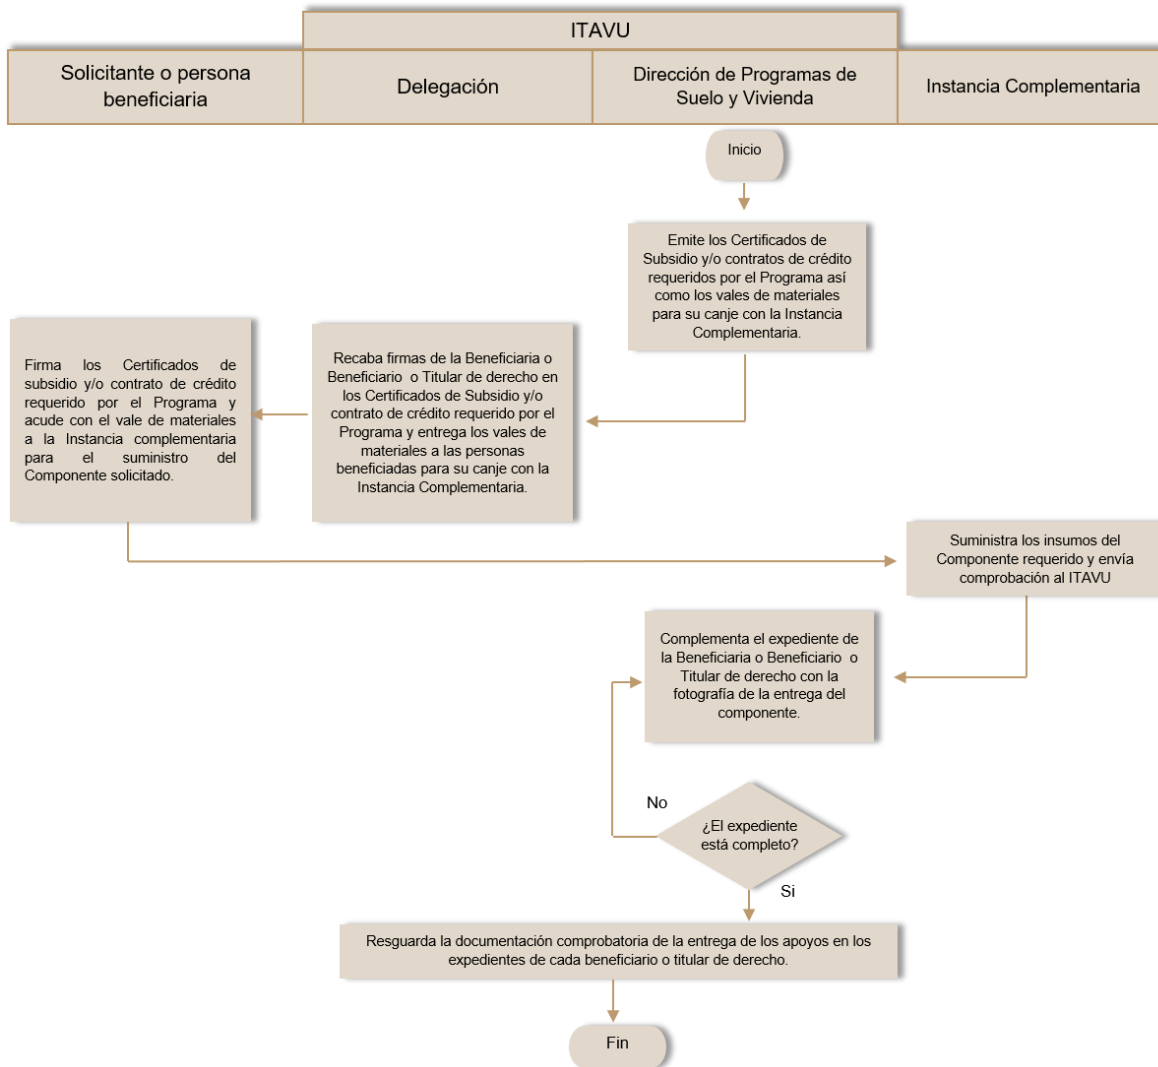 ITAVU
Solicitante o persona
beneficiaria
Delegación
Dirección de Programas de
Suelo y Vivienda
Instancia Complementaria
Inicio
Emite los Certificados de
Subsidio y/o contratos de crédito
requeridos por el Programa así
como los vales de materiales
para su canje con la Instancia
Complementaria.
Recaba firmas de la Beneficiaria o
Beneficiario o Titular de derecho en
los Certificados de Subsidio y/o
contrato de crédito requerido por el
Programa y entrega los vales de
materiales a las personas
beneficiadas para su canje con la
Instancia Complementaria.
Firma los Certificados de
subsidio y/o contrato de crédito
requerido por el Programa y
acude con el vale de materiales
a la Instancia complementaria
para el suministro del
Componente solicitado.
Suministra los insumos del
Componente requerido y envía
comprobación al ITAVU
Complementa el expediente de
la Beneficiaria o Beneficiario o
Titular de derecho con la
fotografía de la entrega del
componente.
No
¿El expediente
está completo?
Si
Resguarda la documentación comprobatoria de la entrega de los apoyos en los
expedientes de cada beneficiario o titular de derecho.
Fin